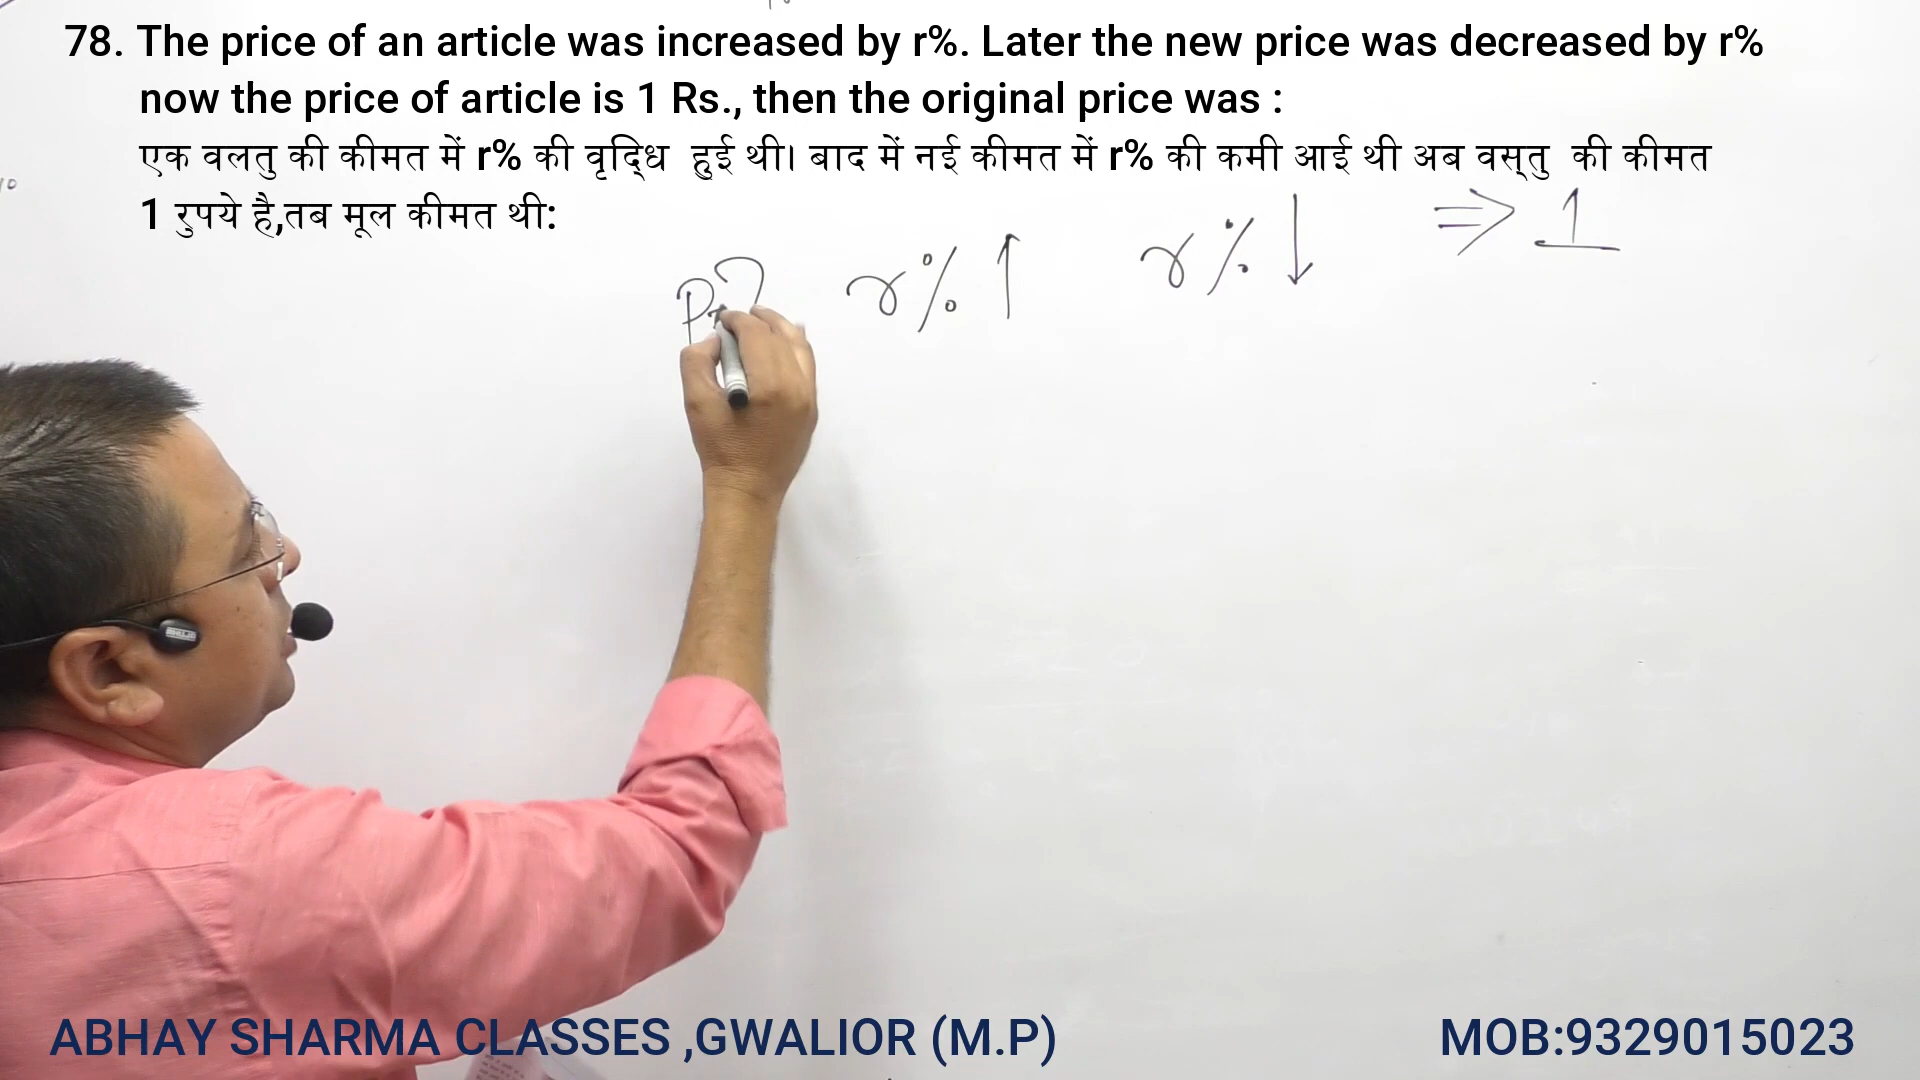 78. The price of an article was increased by r%. Later the new price was decreased by r%
now the price of article is 1 Rs., then the original price was :
एक वलतु की कीमत में r% की वृद्धि हुई थी। बाद में नई कीमत में r% की कमी आई थी अब वस्तु की कीमत
1 रुपये है,तब मूल कीमत थी:
P? r%↑ r%↓ ⇒ 1
ABHAY SHARMA CLASSES ,GWALIOR (M.P) MOB:9329015023